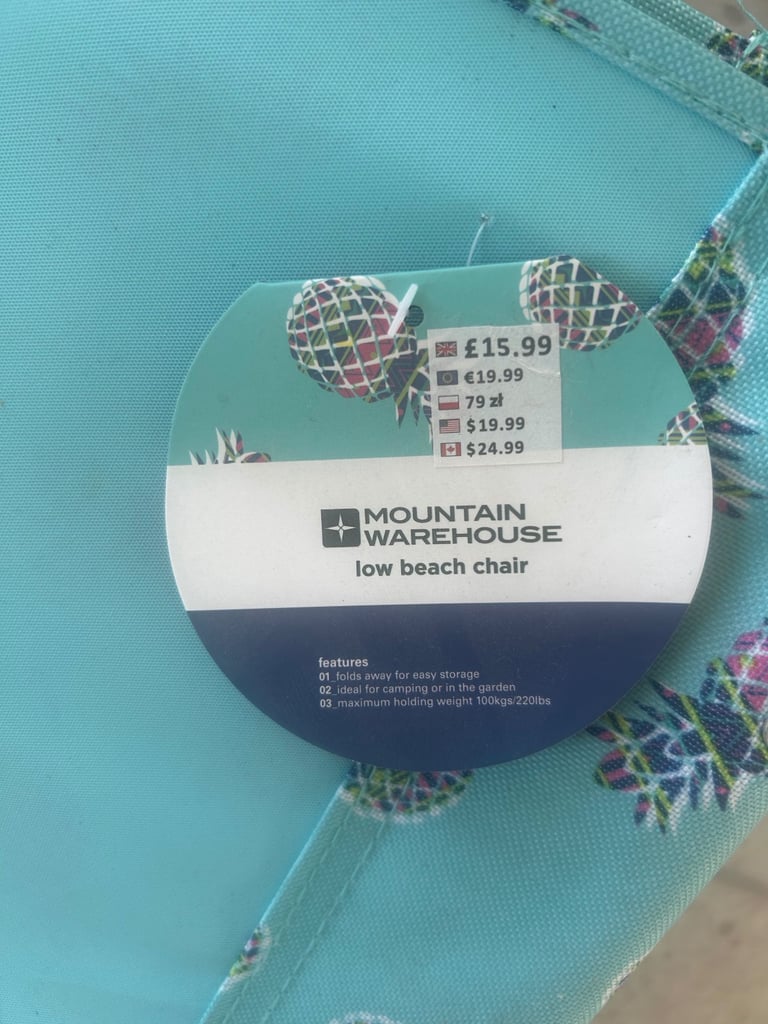 £15.99
€19.99
79 zł
$19.99
$24.99
MOUNTAIN
WAREHOUSE
low beach chair
features
01_folds away for easy storage
02_ideal for camping or in the garden
03_maximum holding weight 100kgs/220lbs